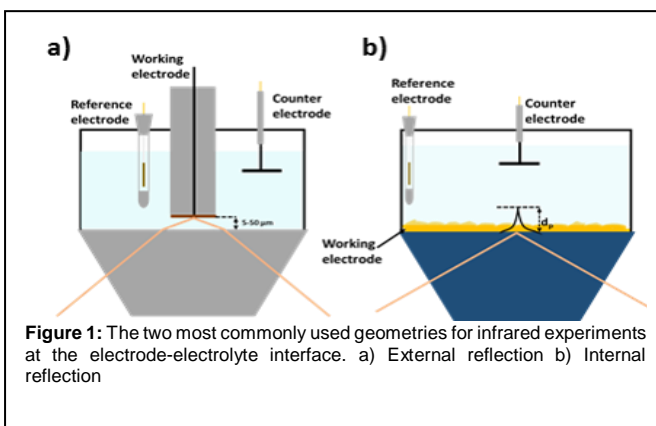 a)
b)
Working
electrode
Reference
electrode
Counter
electrode
5-50 µm
Reference
electrode
Counter
electrode
dp
Working
electrode
Figure 1: The two most commonly used geometries for infrared experiments
at the electrode-electrolyte interface. a) External reflection b) Internal
reflection